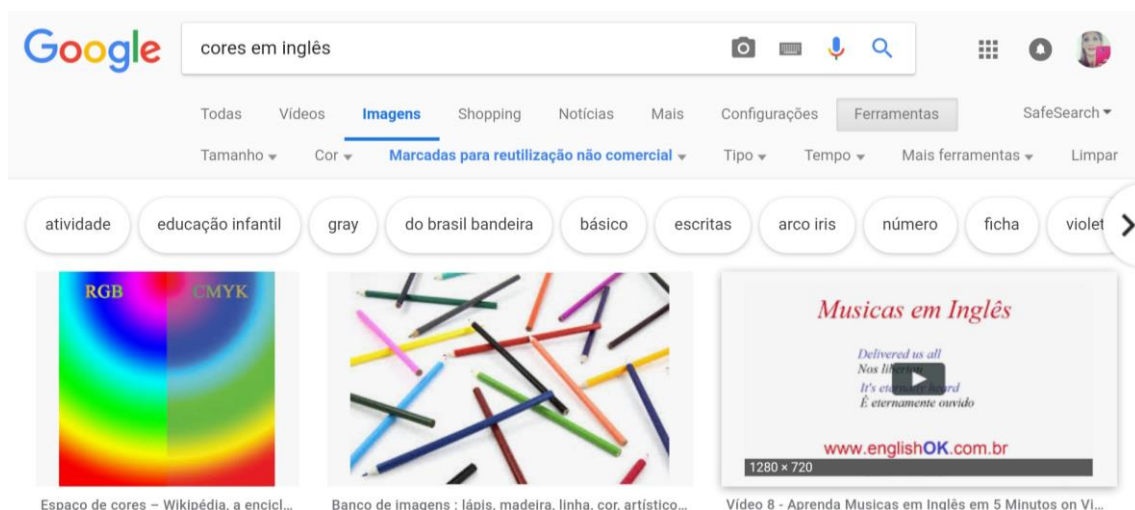 Google
cores em inglês
Todas Vídeos Imagens Shopping Notícias Mais Configurações Ferramentas SafeSearch
Tamanho Cor Marcadas para reutilização não comercial Tipo Tempo Mais ferramentas Limpar
atividade educação infantil gray do brasil bandeira básico escritas arco iris número ficha violet
RGB CMYK
Musicas em Inglês
Delivered us all
Nos
It's heard
É eternamente ouvido
www.englishOK.com.br
1280 × 720
Espaço de cores – Wikipédia, a encicl...
Banco de imagens : lápis, madeira, linha, cor, artístico...
Vídeo 8 - Aprenda Musicas em Inglês em 5 Minutos on Vi...